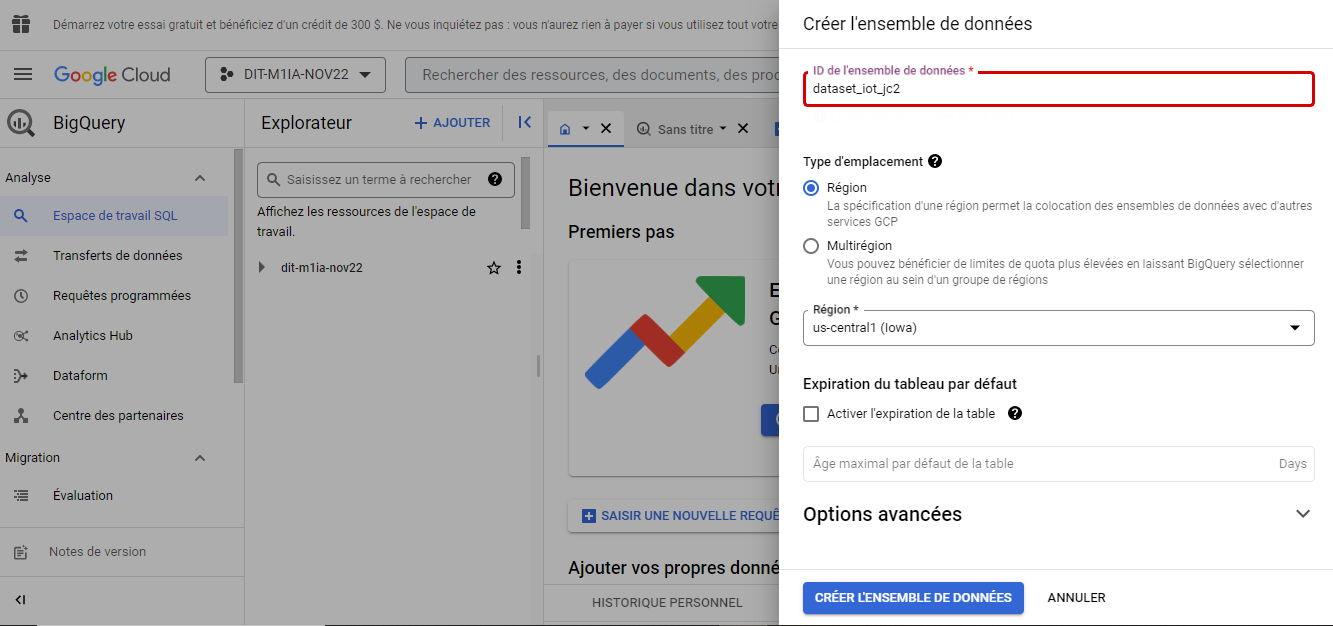 Démarrez votre essai gratuit et bénéficiez d'un crédit de 300 $. Ne vous inquiétez pas : vous n'aurez rien à payer si vous utilisez tout votre
Google Cloud
DIT-M1IA-NOV22
Rechercher des ressources, des documents, des
BigQuery
Analyse
Espace de travail SQL
Transferts de données
Requêtes programmées
Analytics Hub
Dataform
Centre des partenaires
Migration
Évaluation
Notes de version
Explorateur
AJOUTER
Saisissez un terme à rechercher
Affichez les ressources de l'espace de
travail.
dit-m1ia-nov22
Sans titre
Bienvenue dans
Premiers pas
SAISIR UNE NOUVELLE
Ajouter vos propres
HISTORIQUE PERSONNEL
Créer l'ensemble de données
ID de l'ensemble de données *
dataset_iot_jc2
Type d'emplacement
Région
La spécification d'une région permet la colocation des ensembles de données avec d'autres
services GCP
Multirégion
Vous pouvez bénéficier de limites de quota plus élevées en laissant BigQuery sélectionner
une région au sein d'un groupe de régions
Région *
us-central1 (Iowa)
Expiration du tableau par défaut
Activer l'expiration de la table
Âge maximal par défaut de la table
Days
Options avancées
CRÉER L'ENSEMBLE DE DONNÉES
ANNULER